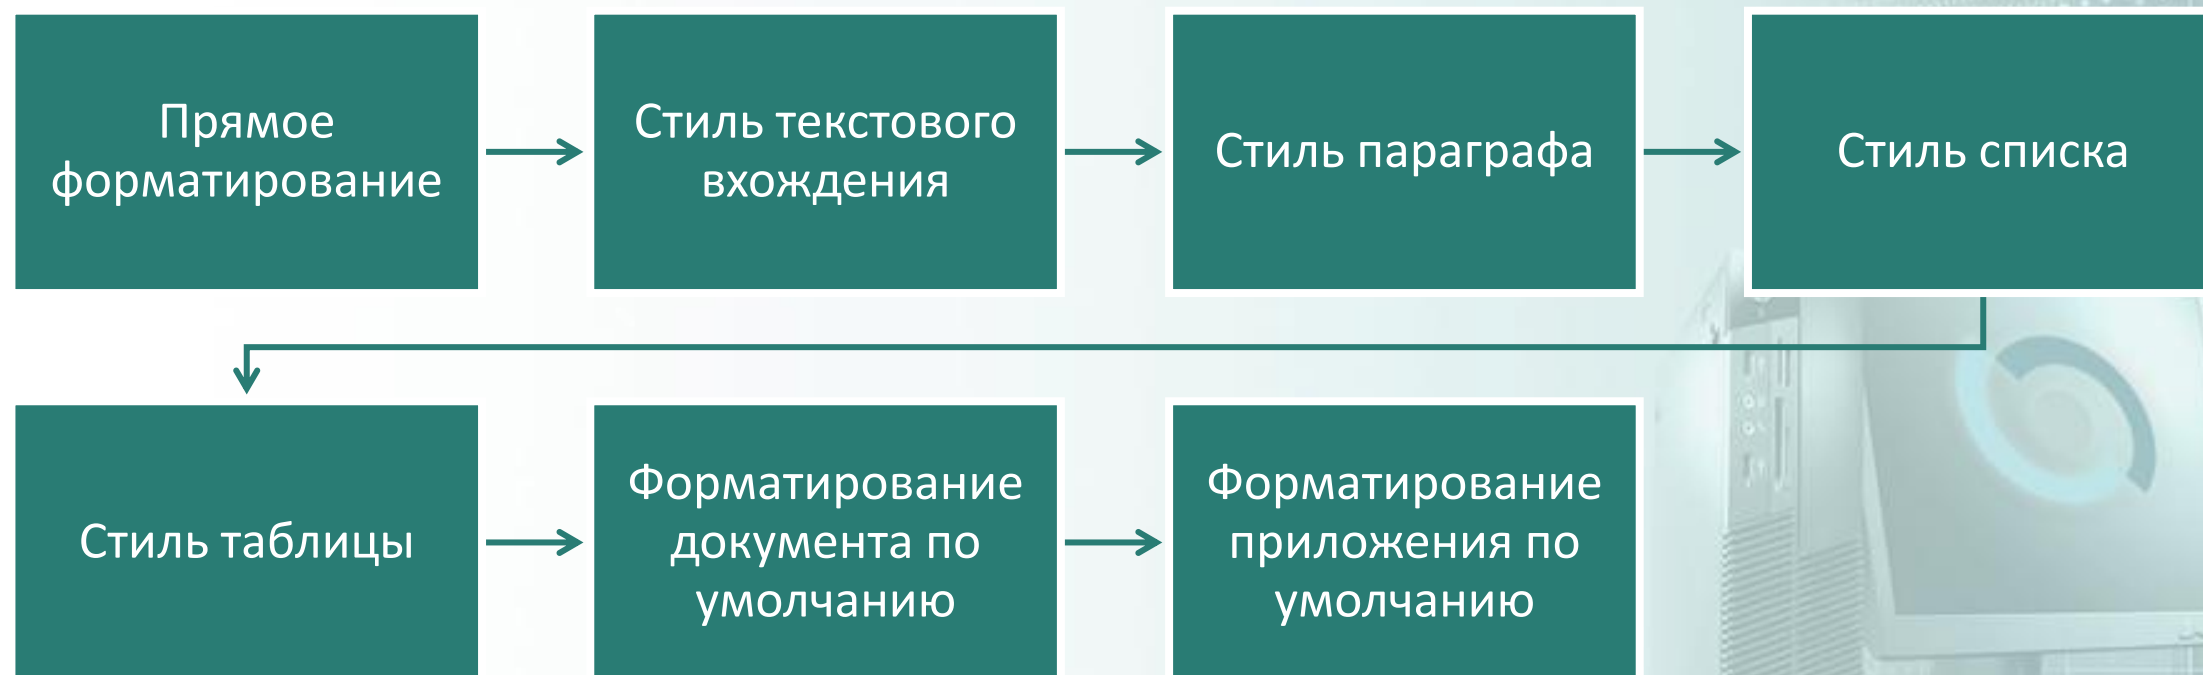 Прямое
форматирование
Стиль текстового
вхождения
Стиль параграфа
Стиль списка
Стиль таблицы
Форматирование
документа по
умолчанию
Форматирование
приложения по
умолчанию